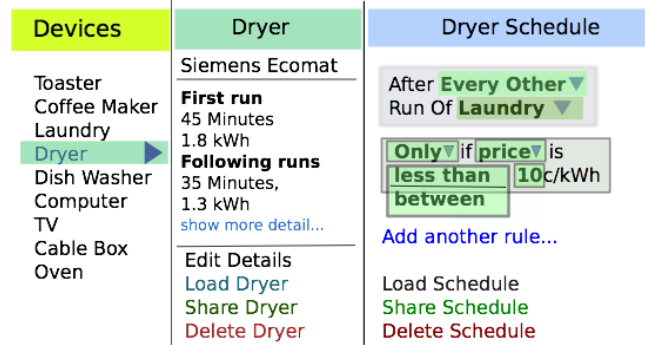 Devices
Toaster
Coffee Maker
Laundry
Dryer
Dish Washer
Computer
TV
Cable Box
Oven
Dryer
Siemens Ecomat
First run
45 Minutes
1.8 kWh
Following runs
35 Minutes,
1.3 kWh
show more detail...
Edit Details
Load Dryer
Share Dryer
Delete Dryer
Dryer Schedule
After Every Other
Run Of Laundry
Only if price is
less than 10c/kWh
between
Add another rule...
Load Schedule
Share Schedule
Delete Schedule